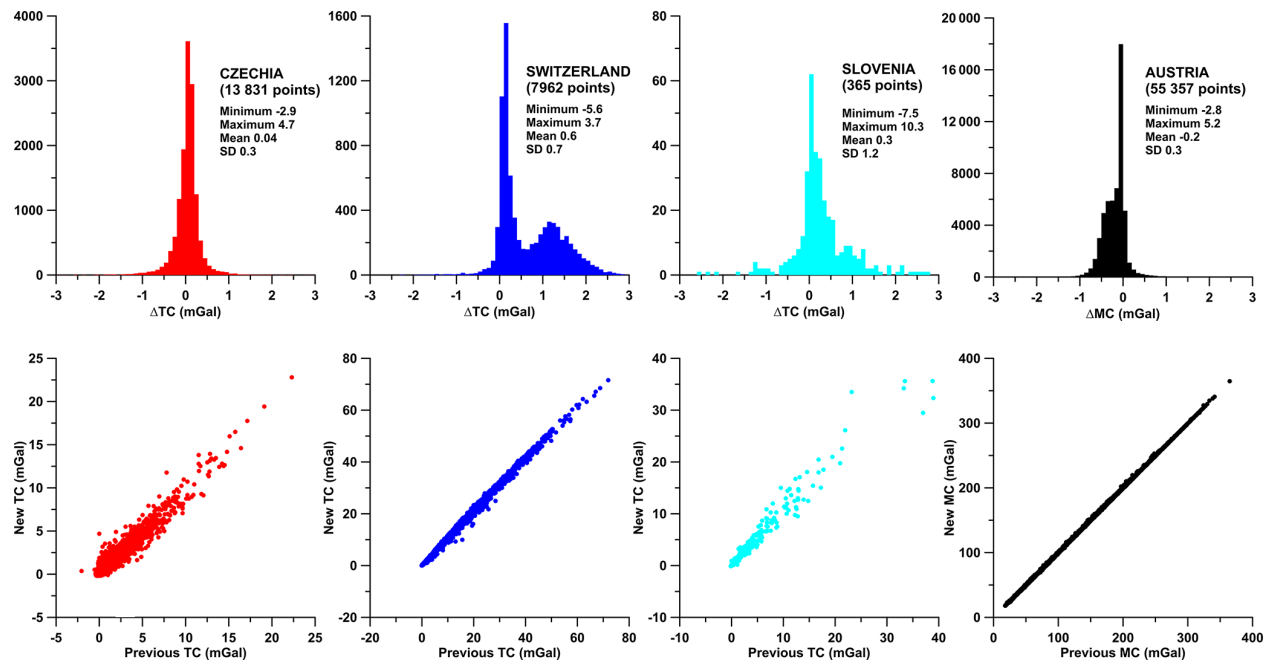 4000
3000
2000
1000
0
-3 -2 -1 0 1 2 3
ΔTC (mGal)
CZECHIA
(13 831 points)
Minimum -2.9
Maximum 4.7
Mean 0.04
SD 0.3
1600
1200
800
400
0
-3 -2 -1 0 1 2 3
ΔTC (mGal)
SWITZERLAND
(7962 points)
Minimum -5.6
Maximum 3.7
Mean 0.6
SD 0.7
80
60
40
20
0
-3 -2 -1 0 1 2 3
ΔTC (mGal)
SLOVENIA
(365 points)
Minimum -7.5
Maximum 10.3
Mean 0.3
SD 1.2
20 000
16 000
12 000
8000
4000
0
-3 -2 -1 0 1 2 3
ΔMC (mGal)
AUSTRIA
(55 357 points)
Minimum -2.8
Maximum 5.2
Mean -0.2
SD 0.3
25
20
15
10
5
0
-5
New TC (mGal)
-5 0 5 10 15 20 25
Previous TC (mGal)
80
60
40
20
0
-20
New TC (mGal)
-20 0 20 40 60 80
Previous TC (mGal)
40
30
20
10
0
-10
New TC (mGal)
-10 0 10 20 30 40
Previous TC (mGal)
400
300
200
100
0
New MC (mGal)
0 100 200 300 400
Previous MC (mGal)